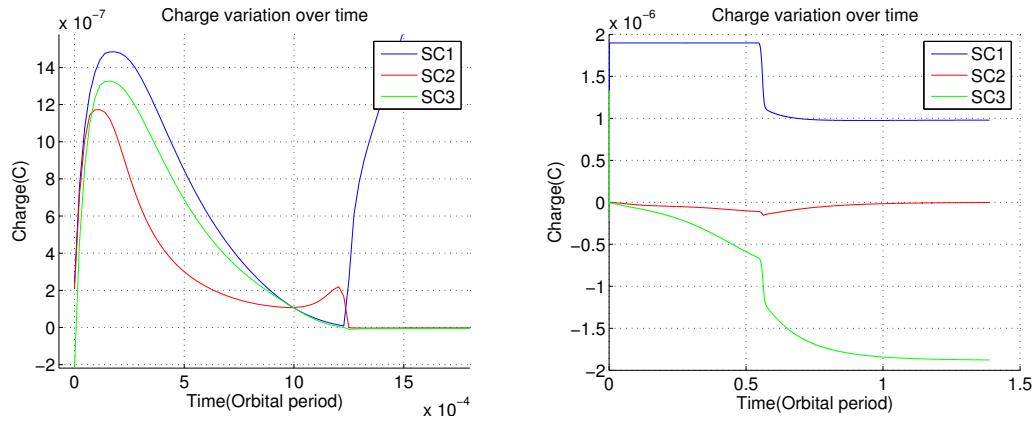 x 10⁻⁷
Charge variation over time
14
12
10
8
6
4
2
0
−2
Charge(C)
SC1
SC2
SC3
0
5
10
15
Time(Orbital period)
x 10⁻⁴
x 10⁻⁶
Charge variation over time
2
1.5
1
0.5
0
−0.5
−1
−1.5
−2
Charge(C)
SC1
SC2
SC3
0
0.5
1
1.5
Time(Orbital period)